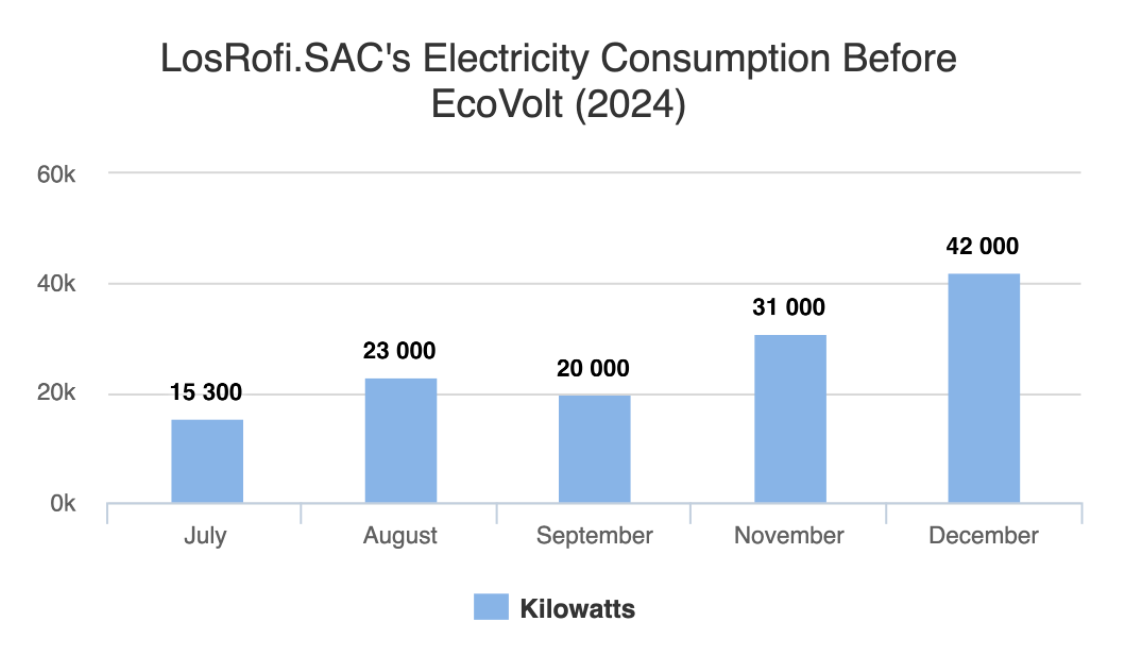 LosRofi.SAC's Electricity Consumption Before
EcoVolt (2024)
60k
42 000
40k
31 000
23 000
20 000
20k
15 300
0k
July August September November December
Kilowatts